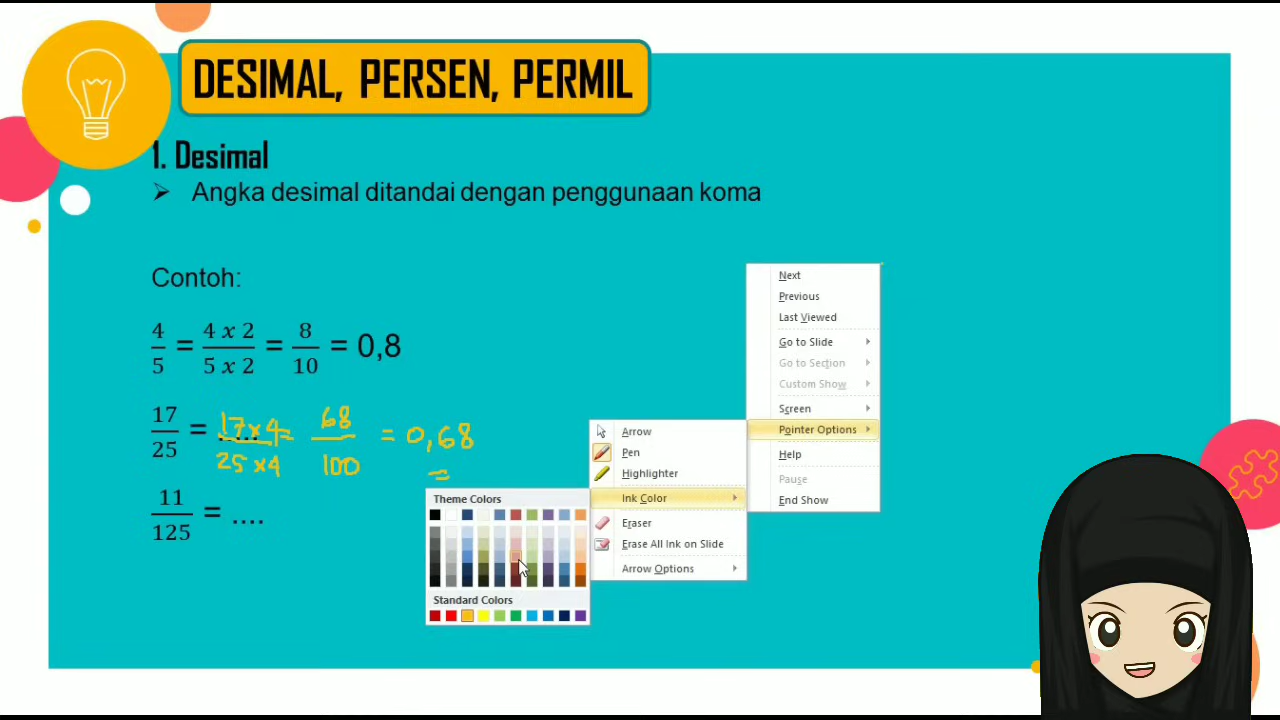 DESIMAL, PERSEN, PERMIL
1. Desimal
➢ Angka desimal ditandai dengan penggunaan koma
Contoh:
4/5 = 4 x 2/5 x 2 = 8/10 = 0,8
17/25 = ..... 17x4/25x4 = 68/100 = 0,68
11/125 = ....
Next
Previous
Last Viewed
Go to Slide
Go to Section
Custom Show
Screen
Pointer Options
Help
Pause
End Show
Arrow
Pen
Highlighter
Ink Color
Eraser
Erase All Ink on Slide
Arrow Options
Theme Colors
Standard Colors